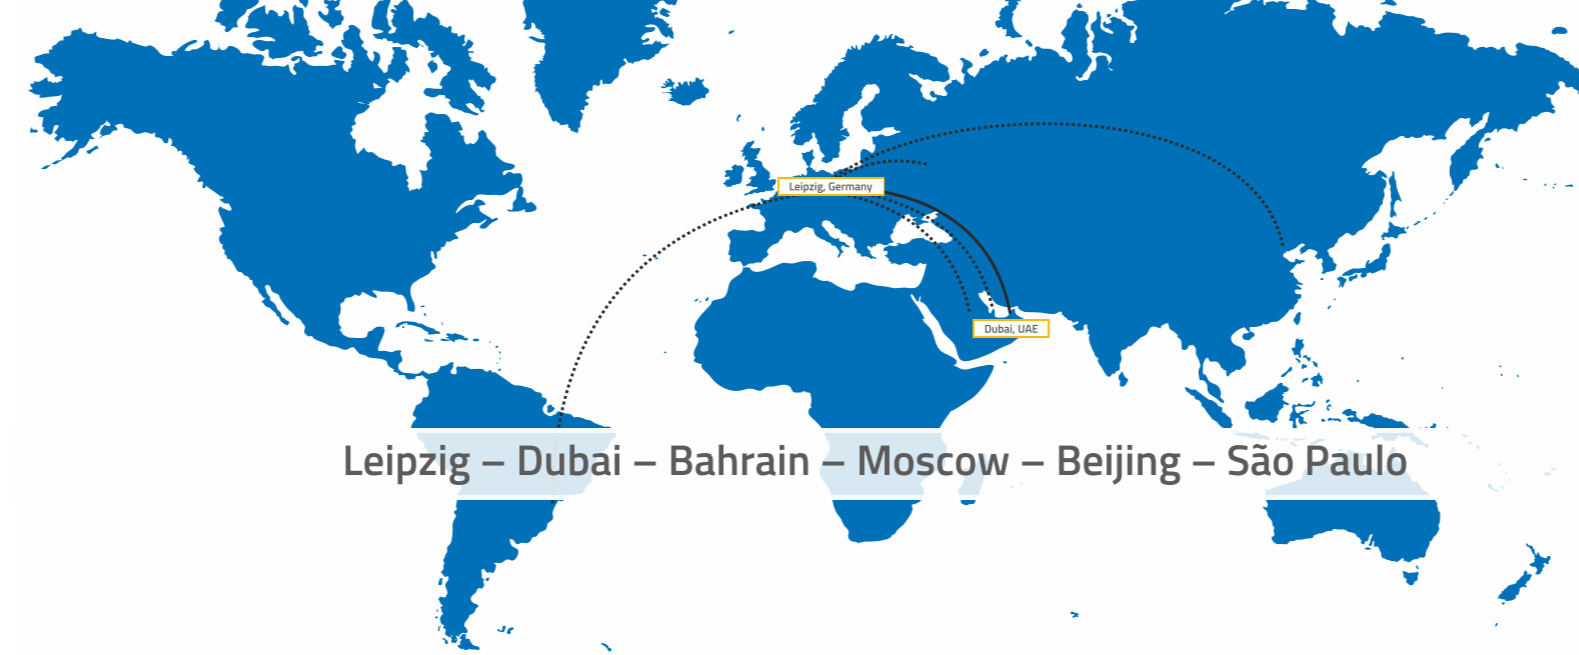 Leipzig, Germany
Dubai, UAE
Leipzig – Dubai – Bahrain – Moscow – Beijing – São Paulo